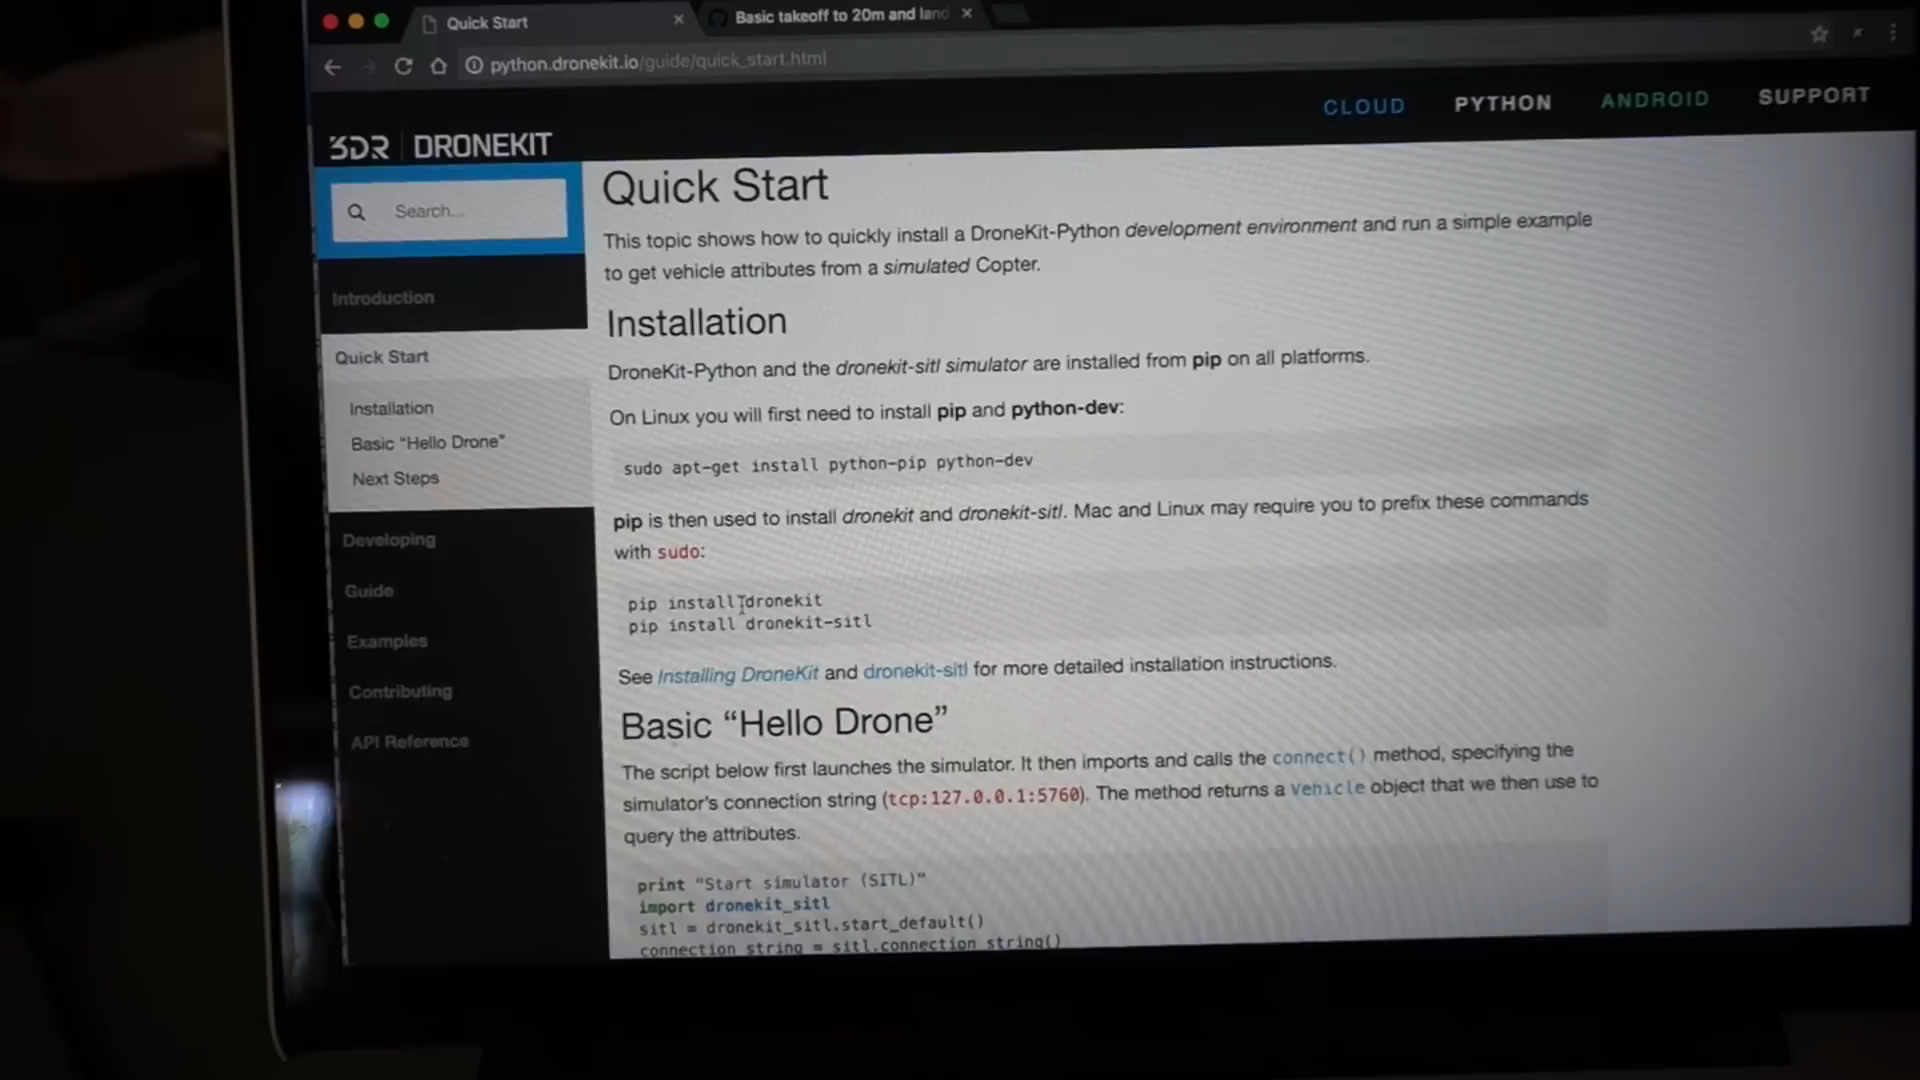 Quick Start
Basic takeoff to 20m and land
python.dronekit.io/guide/quick_start.html
CLOUD PYTHON ANDROID SUPPORT
3DR DRONEKIT
Search...
Introduction
Quick Start
Installation
Basic “Hello Drone”
Next Steps
Developing
Guide
Examples
Contributing
API Reference
Quick Start
This topic shows how to quickly install a DroneKit-Python development environment and run a simple example
to get vehicle attributes from a simulated Copter.
Installation
DroneKit-Python and the dronekit-sitl simulator are installed from pip on all platforms.
On Linux you will first need to install pip and python-dev:
sudo apt-get install python-pip python-dev
pip is then used to install dronekit and dronekit-sitl. Mac and Linux may require you to prefix these commands
with sudo:
pip install dronekit
pip install dronekit-sitl
See Installing DroneKit and dronekit-sitl for more detailed installation instructions.
Basic “Hello Drone”
The script below first launches the simulator. It then imports and calls the connect() method, specifying the
simulator’s connection string (tcp:127.0.0.1:5760). The method returns a Vehicle object that we then use to
query the attributes.
print "Start simulator (SITL)"
import dronekit_sitl
sitl = dronekit_sitl.start_default()
connection_string = sitl.connection_string()